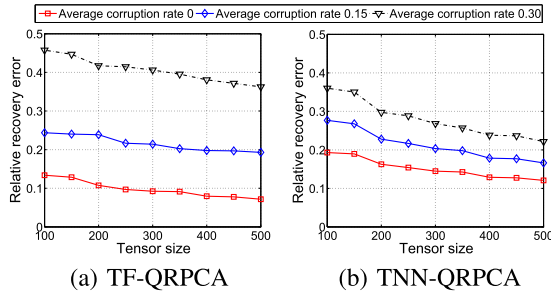 Average corruption rate 0 Average corruption rate 0.15 Average corruption rate 0.30
0.5 0.5
0.4 0.4
0.3 0.3
0.2 0.2
0.1 0.1
0 0
Relative recovery error Relative recovery error
100 200 300 400 500 100 200 300 400 500
Tensor size Tensor size
(a) TF-QRPCA (b) TNN-QRPCA